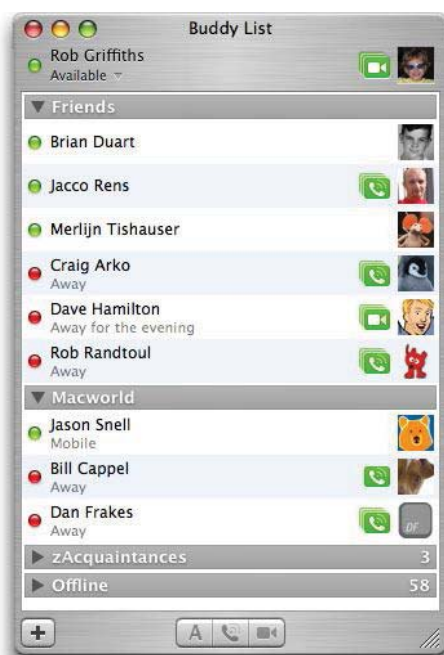 Buddy List
Rob Griffiths
Available
Friends
Brian Duart
Jacco Rens
Merlijn Tishauser
Craig Arko
Away
Dave Hamilton
Away for the evening
Rob Randtoul
Away
Macworld
Jason Snell
Mobile
Bill Cappel
Away
Dan Frakes
Away
DF
zAcquaintances 3
Offline 58
A